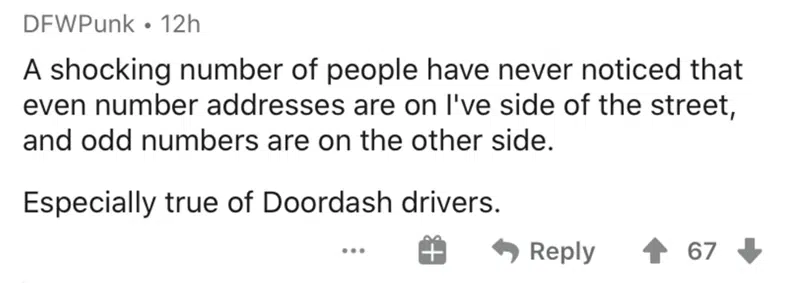 DFWPunk • 12h
A shocking number of people have never noticed that
even number addresses are on I've side of the street,
and odd numbers are on the other side.
Especially true of Doordash drivers.
... Reply 67